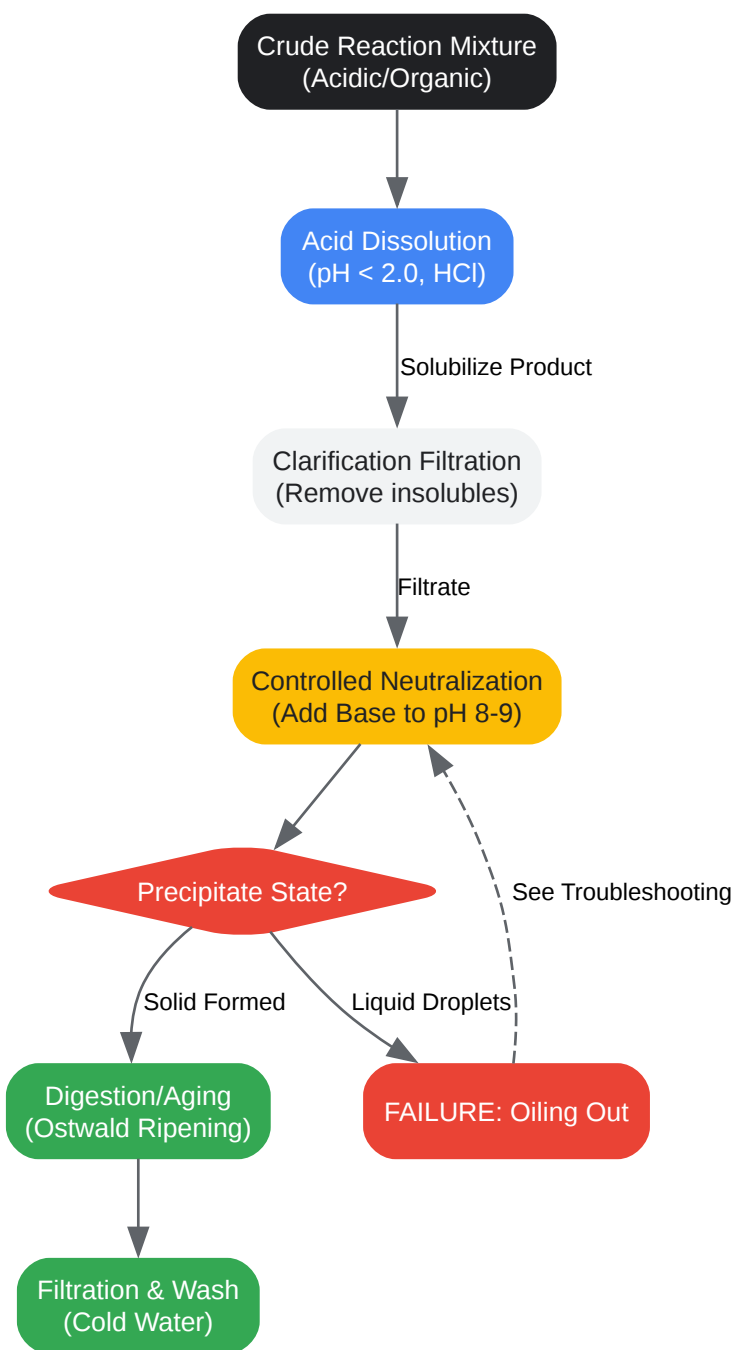 Crude Reaction Mixture
(Acidic/Organic)
Acid Dissolution
(pH < 2.0, HCl)
Solubilize Product
Clarification Filtration
(Remove insolubles)
Filtrate
Controlled Neutralization
(Add Base to pH 8-9)
Precipitate State?
See Troubleshooting
Solid Formed
Liquid Droplets
Digestion/Aging
(Ostwald Ripening)
FAILURE: Oiling Out
Filtration & Wash
(Cold Water)